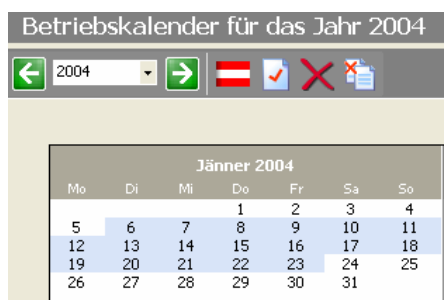 Betriebskalender für das Jahr 2004
2004
Jänner 2004
Mo Di Mi Do Fr Sa So
1 2 3 4
5 6 7 8 9 10 11
12 13 14 15 16 17 18
19 20 21 22 23 24 25
26 27 28 29 30 31